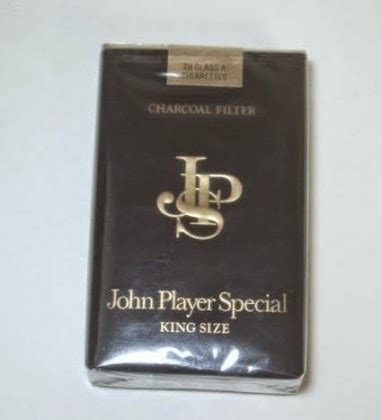 20 CLASS A
CIGARETTES
CHARCOAL FILTER
JPS
John Player Special
KING SIZE